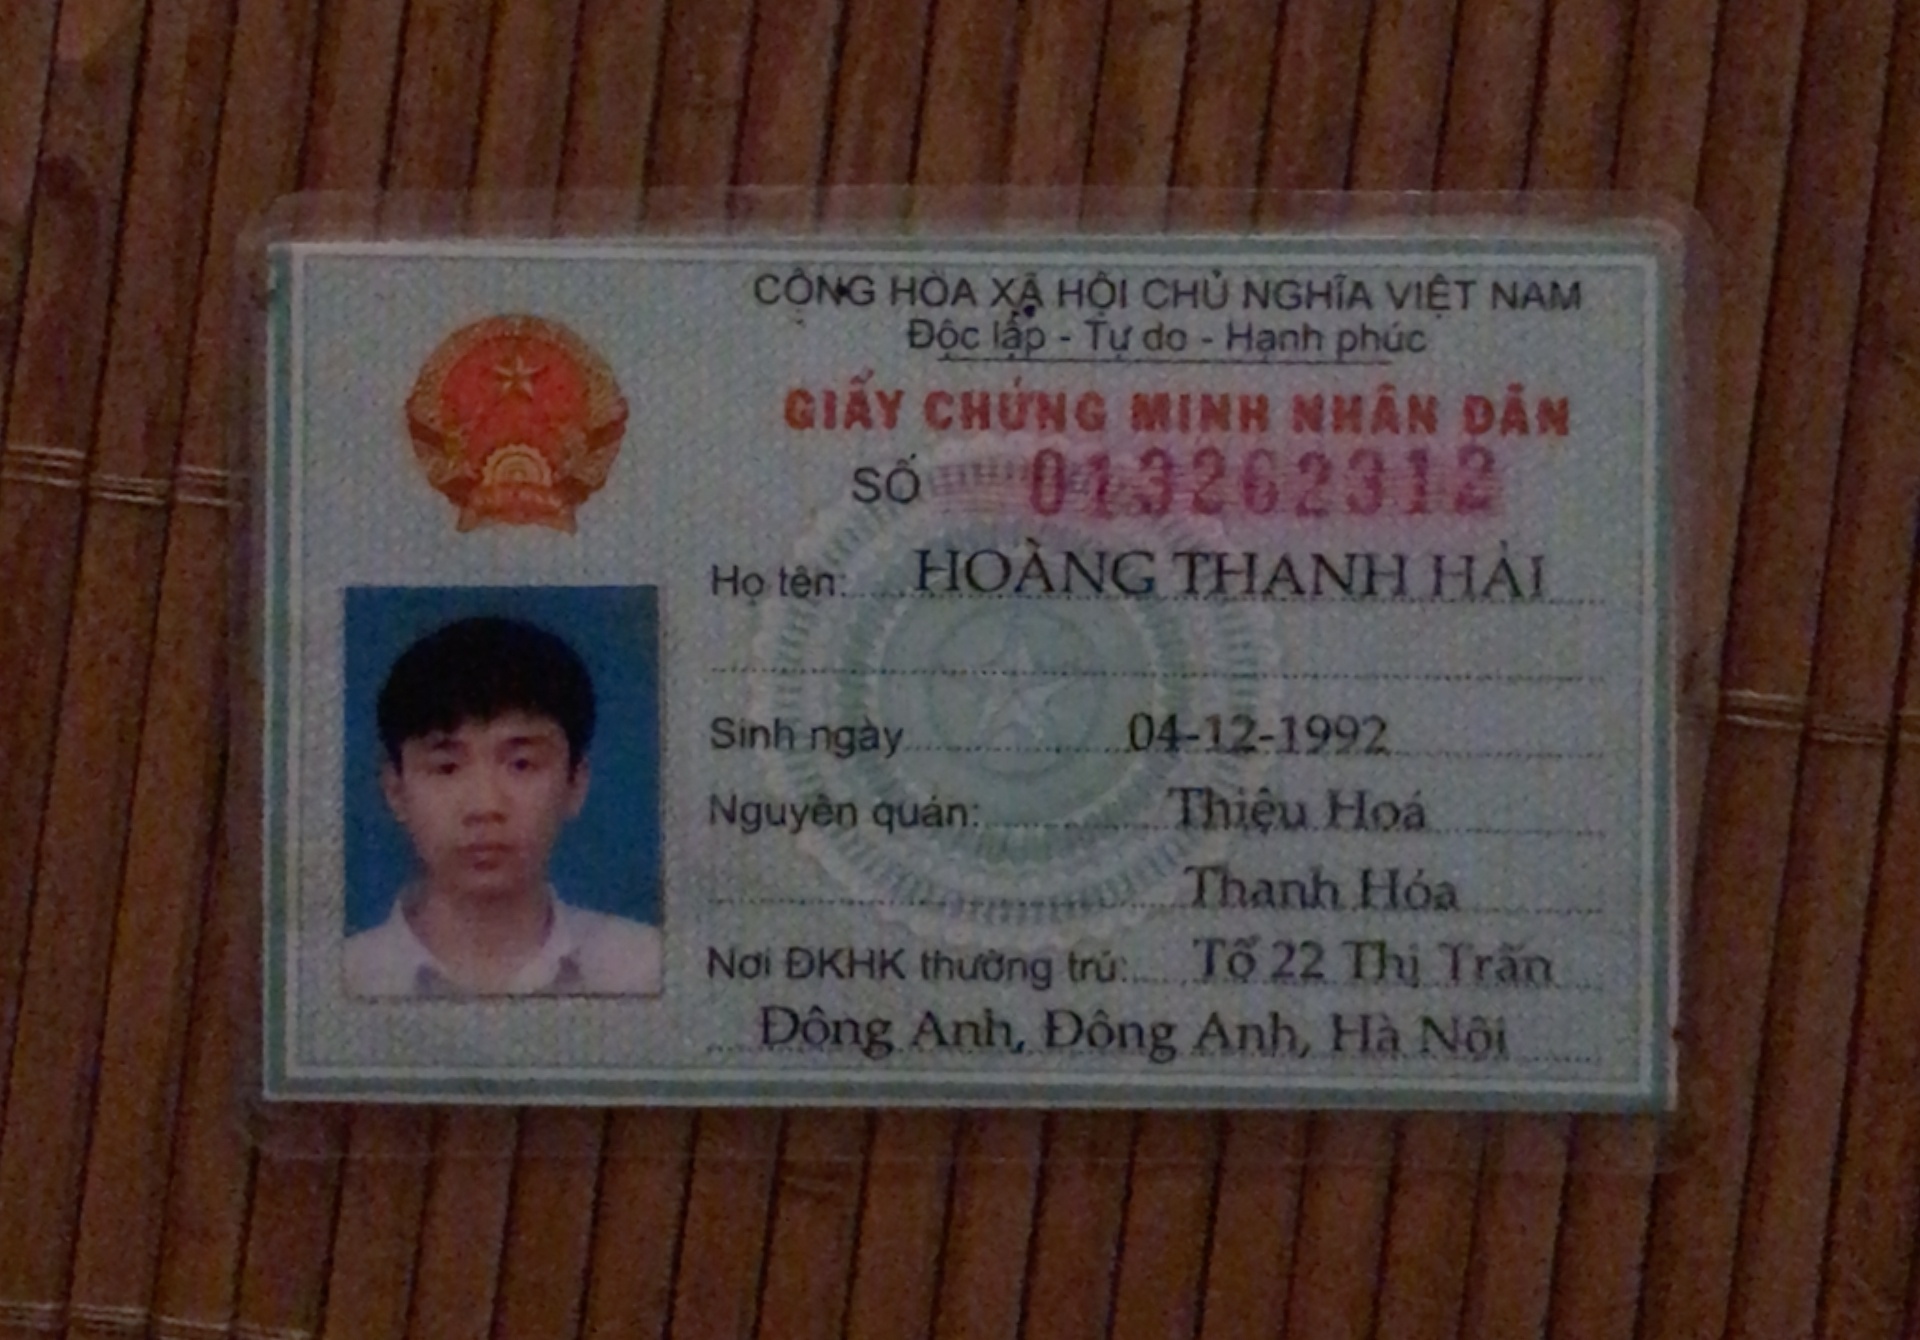 CỘNG HÒA XÃ HỘI CHỦ NGHĨA VIỆT NAM
Độc lập - Tự do - Hạnh phúc
GIẤY CHỨNG MINH NHÂN DÂN
SỐ 013262312
Họ tên: HOÀNG THANH HẢI
Sinh ngày 04-12-1992
Nguyên quán: Thiệu Hoá
Thanh Hóa
Nơi ĐKHK thường trú: Tổ 22 Thị Trấn
Đông Anh, Đông Anh, Hà Nội